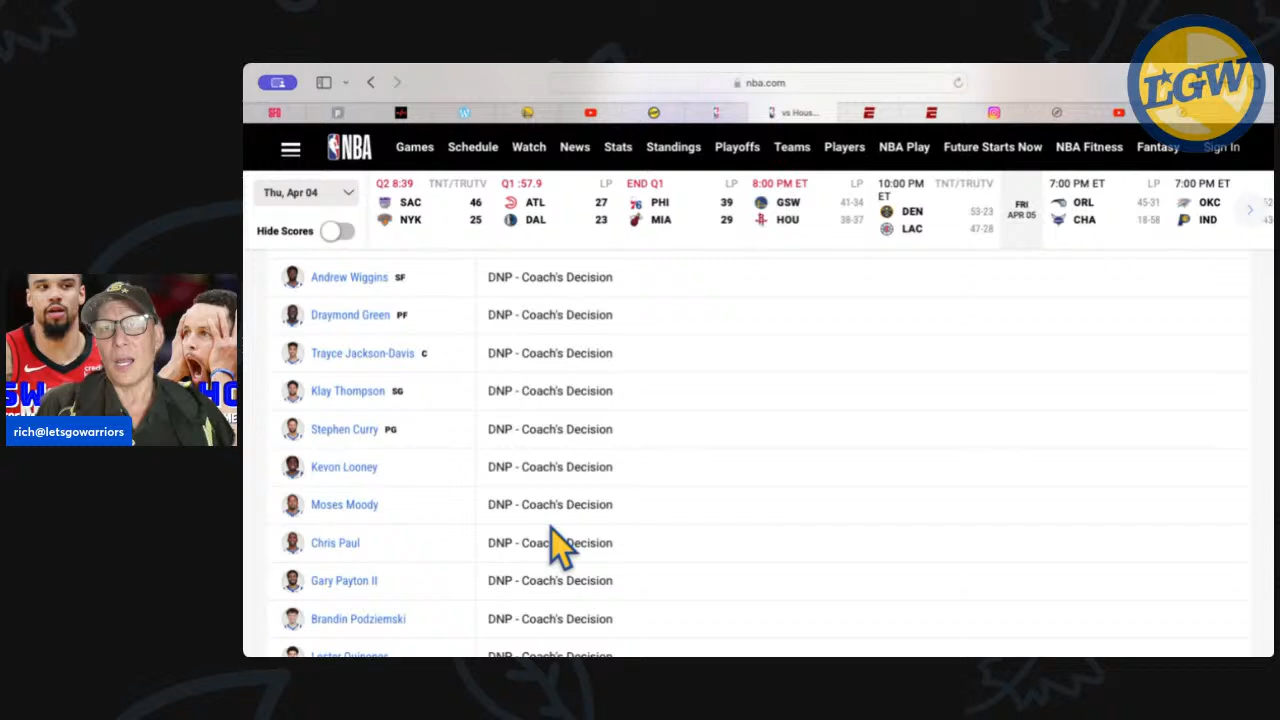 LGW
nba.com
vs Hous...
NBA
Games Schedule Watch News Stats Standings Playoffs Teams Players NBA Play Future Starts Now NBA Fitness Fantasy Sign In
Thu, Apr 04
Hide Scores
Q2 8:39 TNT/TRUTV
SAC 46
NYK 25
Q1 :57.9 LP
ATL 27
DAL 23
END Q1 LP
PHI 39
MIA 29
8:00 PM ET LP
GSW 41-34
HOU 38-37
10:00 PM ET TNT/TRUTV
DEN 53-23
LAC 47-28
FRI
APR 05
7:00 PM ET LP
ORL 45-31
CHA 18-58
7:00 PM ET
OKC
IND
Andrew Wiggins SF DNP - Coach's Decision
Draymond Green PF DNP - Coach's Decision
Trayce Jackson-Davis C DNP - Coach's Decision
Klay Thompson SG DNP - Coach's Decision
Stephen Curry PG DNP - Coach's Decision
Kevon Looney DNP - Coach's Decision
Moses Moody DNP - Coach's Decision
Chris Paul DNP - Coach's Decision
Gary Payton II DNP - Coach's Decision
Brandin Podziemski DNP - Coach's Decision
Lester Quinones DNP - Coach's Decision
rich@letsgowarriors